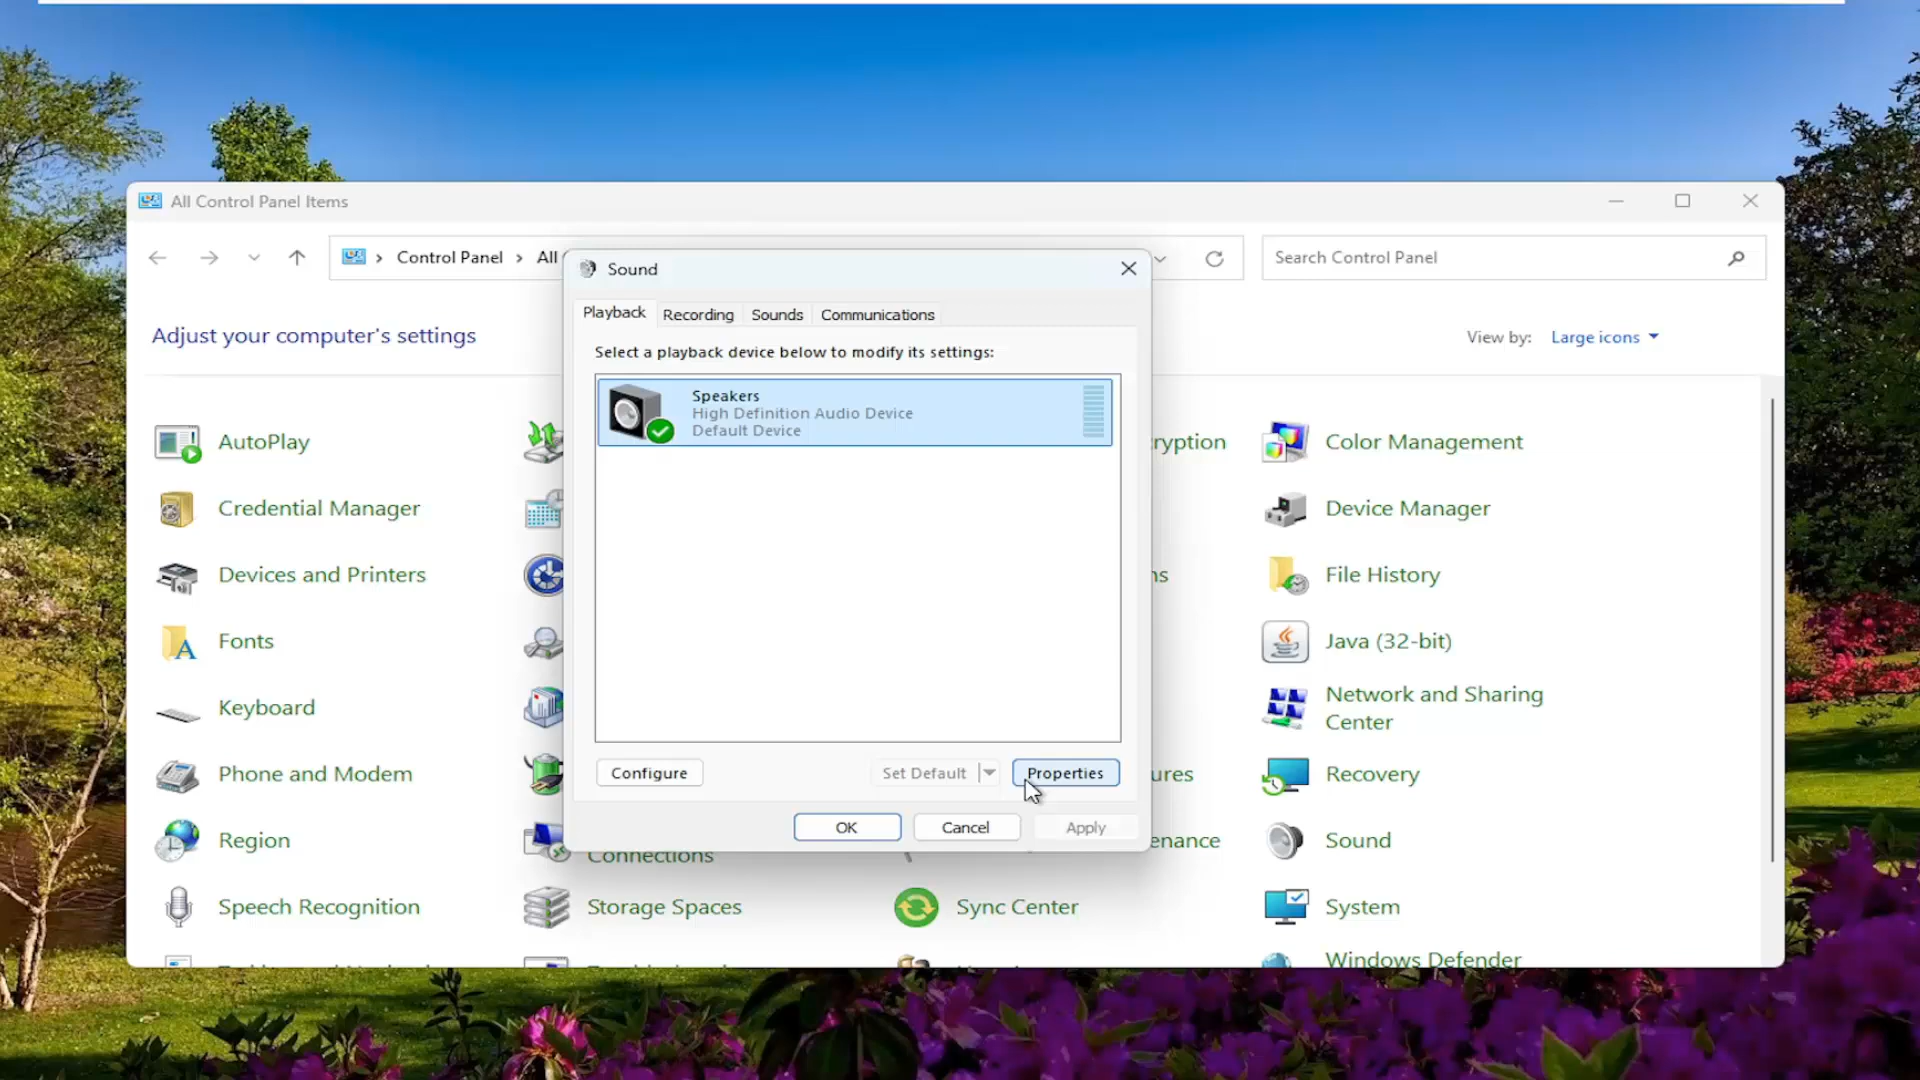 All Control Panel Items
Control Panel
All
Search Control Panel
Adjust your computer's settings
View by: Large icons
Sound
Playback
Recording
Sounds
Communications
Select a playback device below to modify its settings:
Speakers
High Definition Audio Device
Default Device
Configure
Set Default
Properties
OK
Cancel
Apply
AutoPlay
ryption
Color Management
Credential Manager
Device Manager
Devices and Printers
ns
File History
Fonts
Java (32-bit)
Keyboard
Network and Sharing
Center
Phone and Modem
ures
Recovery
Region
Connections
enance
Sound
Speech Recognition
Storage Spaces
Sync Center
System
Windows Defender